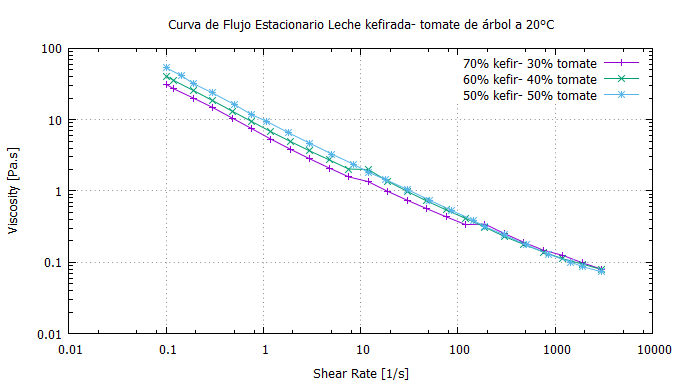 Curva de Flujo Estacionario Leche kefirada- tomate de árbol a 20ºC
100
10
1
0.1
0.01
Viscosity [Pa.s]
70% kefir- 30% tomate
60% kefir- 40% tomate
50% kefir- 50% tomate
0.01 0.1 1 10 100 1000 10000
Shear Rate [1/s]